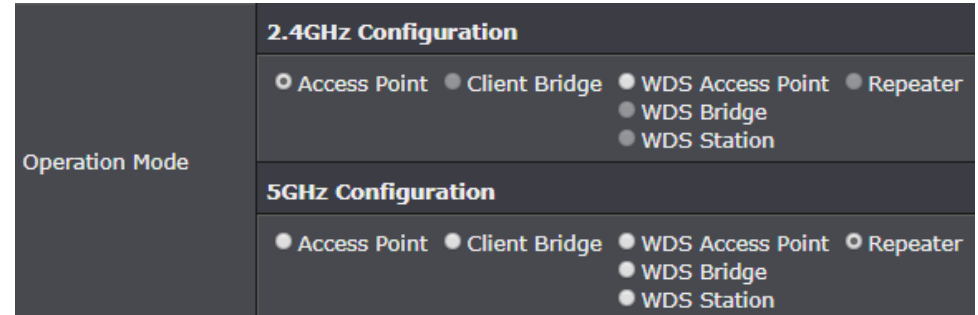 2.4GHz Configuration
Access Point Client Bridge WDS Access Point Repeater
WDS Bridge
WDS Station
Operation Mode
5GHz Configuration
Access Point Client Bridge WDS Access Point Repeater
WDS Bridge
WDS Station